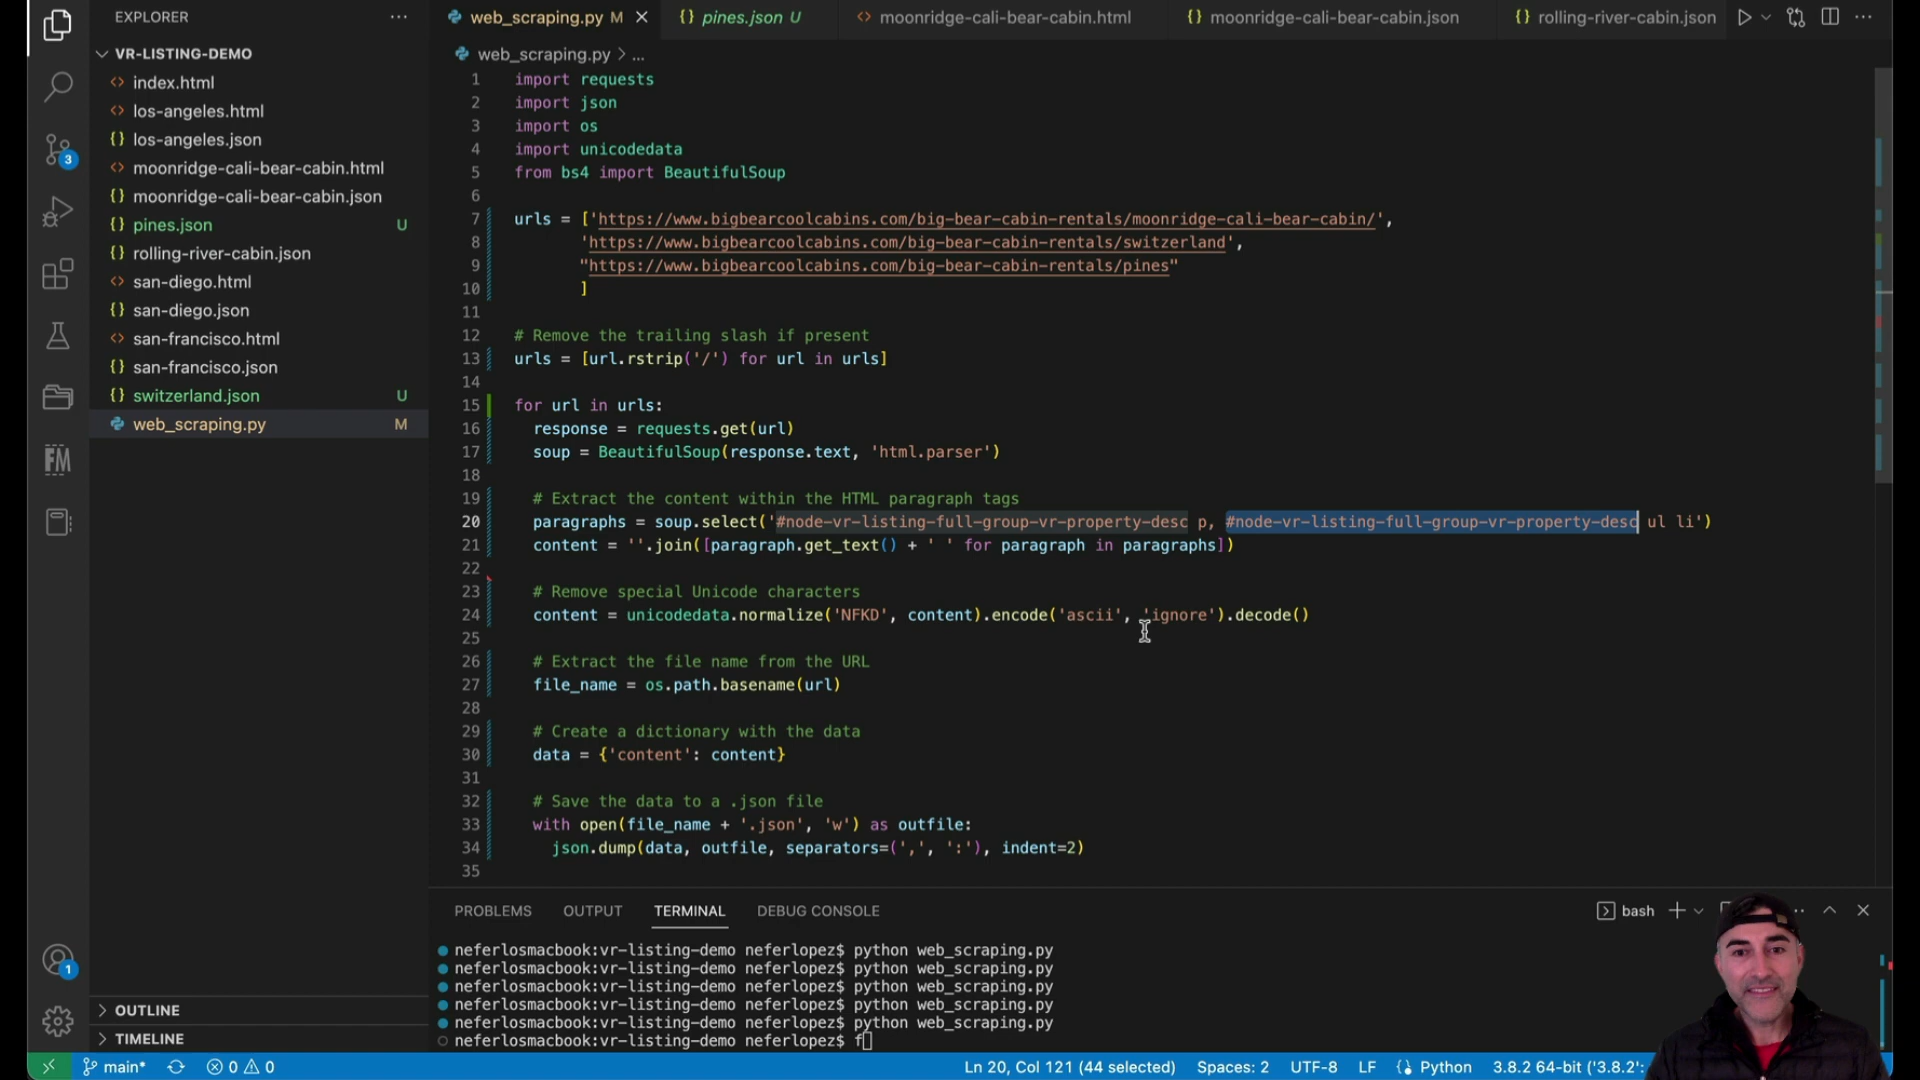 EXPLORER
VR-LISTING-DEMO
index.html
los-angeles.html
los-angeles.json
moonridge-cali-bear-cabin.html
moonridge-cali-bear-cabin.json
pines.json U
rolling-river-cabin.json
san-diego.html
san-diego.json
san-francisco.html
san-francisco.json
switzerland.json U
web_scraping.py M
OUTLINE
TIMELINE
3
FM
1
web_scraping.py M
pines.json U
moonridge-cali-bear-cabin.html
moonridge-cali-bear-cabin.json
rolling-river-cabin.json
web_scraping.py > ...
1 import requests
2 import json
3 import os
4 import unicodedata
5 from bs4 import BeautifulSoup
6
7 urls = ['https://www.bigbearcoolcabins.com/big-bear-cabin-rentals/moonridge-cali-bear-cabin/',
8 'https://www.bigbearcoolcabins.com/big-bear-cabin-rentals/switzerland',
9 "https://www.bigbearcoolcabins.com/big-bear-cabin-rentals/pines"
10 ]
11
12 # Remove the trailing slash if present
13 urls = [url.rstrip('/') for url in urls]
14
15 for url in urls:
16 response = requests.get(url)
17 soup = BeautifulSoup(response.text, 'html.parser')
18
19 # Extract the content within the HTML paragraph tags
20 paragraphs = soup.select('#node-vr-listing-full-group-vr-property-desc p, #node-vr-listing-full-group-vr-property-desc ul li')
21 content = ''.join([paragraph.get_text() + ' ' for paragraph in paragraphs])
22
23 # Remove special Unicode characters
24 content = unicodedata.normalize('NFKD', content).encode('ascii', 'ignore').decode()
25
26 # Extract the file name from the URL
27 file_name = os.path.basename(url)
28
29 # Create a dictionary with the data
30 data = {'content': content}
31
32 # Save the data to a .json file
33 with open(file_name + '.json', 'w') as outfile:
34 json.dump(data, outfile, separators=(',', ':'), indent=2)
35
PROBLEMS OUTPUT TERMINAL DEBUG CONSOLE
bash
neferlosmacbook:vr-listing-demo neferlopez$ python web_scraping.py
neferlosmacbook:vr-listing-demo neferlopez$ python web_scraping.py
neferlosmacbook:vr-listing-demo neferlopez$ python web_scraping.py
neferlosmacbook:vr-listing-demo neferlopez$ python web_scraping.py
neferlosmacbook:vr-listing-demo neferlopez$ python web_scraping.py
neferlosmacbook:vr-listing-demo neferlopez$ f
main* 0 0 Ln 20, Col 121 (44 selected) Spaces: 2 UTF-8 LF Python 3.8.2 64-bit ('3.8.2':